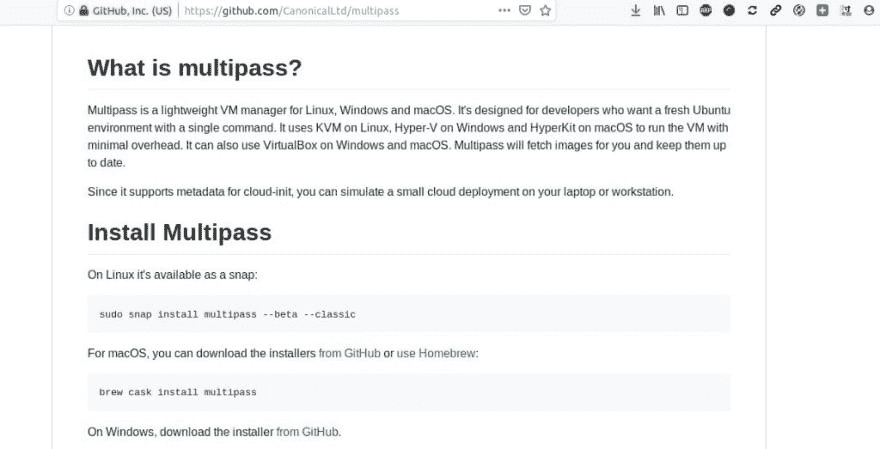 GitHub, Inc. (US) https://github.com/CanonicalLtd/multipass
What is multipass?
Multipass is a lightweight VM manager for Linux, Windows and macOS. It's designed for developers who want a fresh Ubuntu
environment with a single command. It uses KVM on Linux, Hyper-V on Windows and HyperKit on macOS to run the VM with
minimal overhead. It can also use VirtualBox on Windows and macOS. Multipass will fetch images for you and keep them up
to date.
Since it supports metadata for cloud-init, you can simulate a small cloud deployment on your laptop or workstation.
Install Multipass
On Linux it's available as a snap:
sudo snap install multipass --beta --classic
For macOS, you can download the installers from GitHub or use Homebrew:
brew cask install multipass
On Windows, download the installer from GitHub.